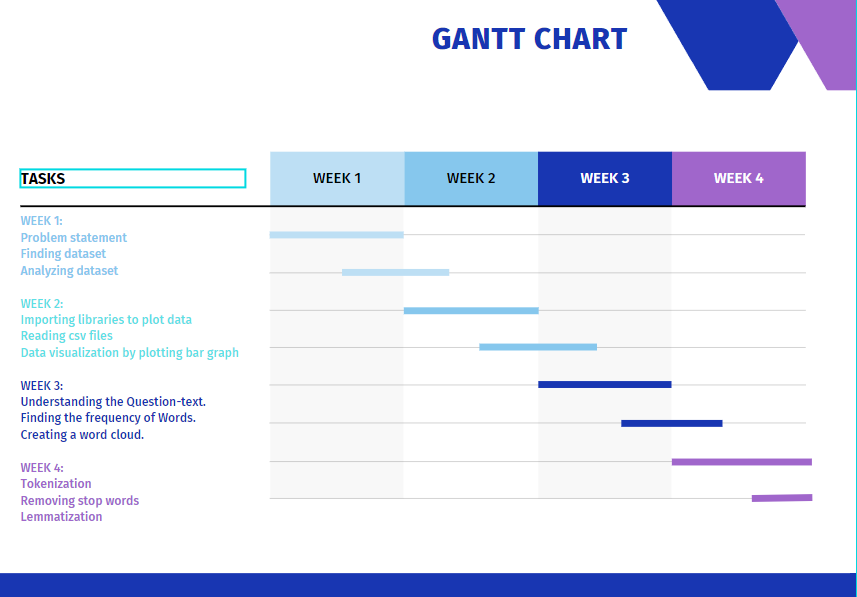 GANTT CHART
TASKS
WEEK 1
WEEK 2
WEEK 3
WEEK 4
WEEK 1:
Problem statement
Finding dataset
Analyzing dataset
WEEK 2:
Importing libraries to plot data
Reading csv files
Data visualization by plotting bar graph
WEEK 3:
Understanding the Question-text.
Finding the frequency of Words.
Creating a word cloud.
WEEK 4:
Tokenization
Removing stop words
Lemmatization